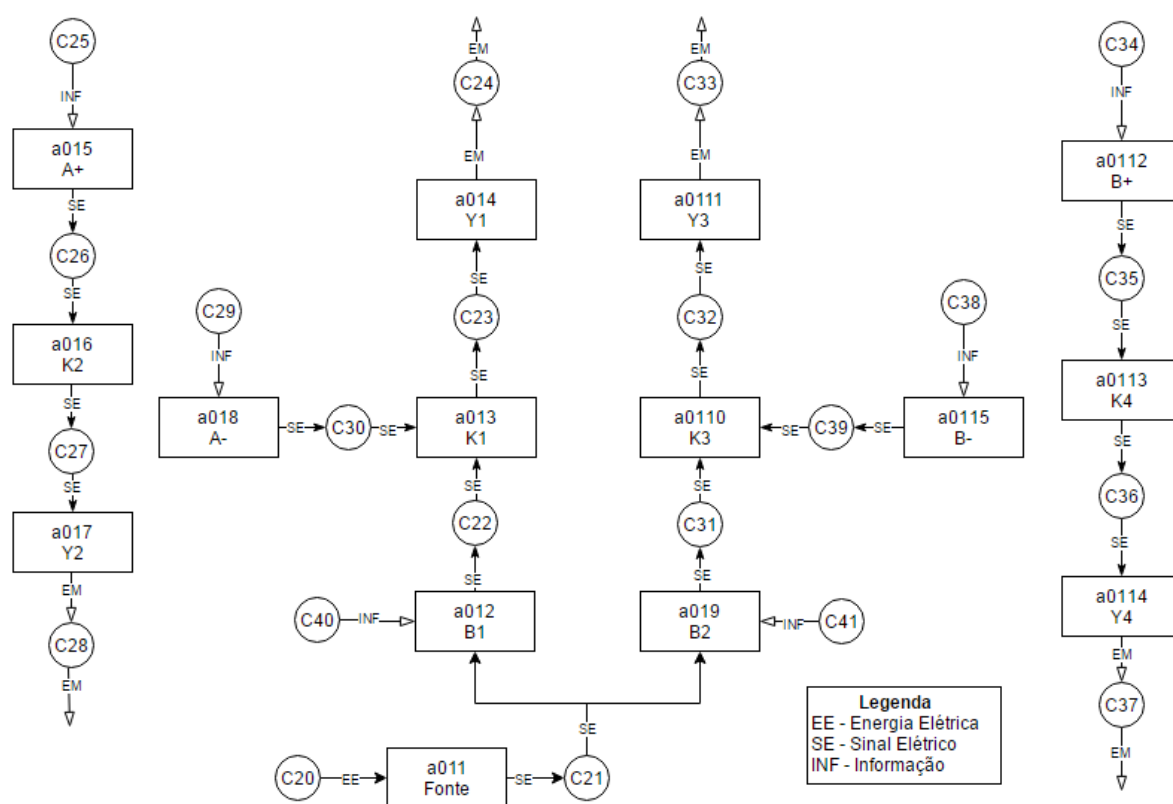 C25
INF
a015
A+
SE
C26
SE
a016
K2
SE
C27
SE
a017
Y2
EM
C28
EM
C29
INF
a018
A-
SE
C30
SE
EM
C24
EM
a014
Y1
SE
C23
SE
a013
K1
SE
C22
SE
C40
INF
a012
B1
EM
C33
EM
a0111
Y3
SE
C32
SE
a0110
K3
SE
C31
SE
a019
B2
INF
C41
SE
C39
SE
C38
INF
a0115
B-
C34
INF
a0112
B+
SE
C35
SE
a0113
K4
SE
C36
SE
a0114
Y4
EM
C37
EM
C20
EE
a011
Fonte
SE
C21
SE
Legenda
EE - Energia Elétrica
SE - Sinal Elétrico
INF - Informação